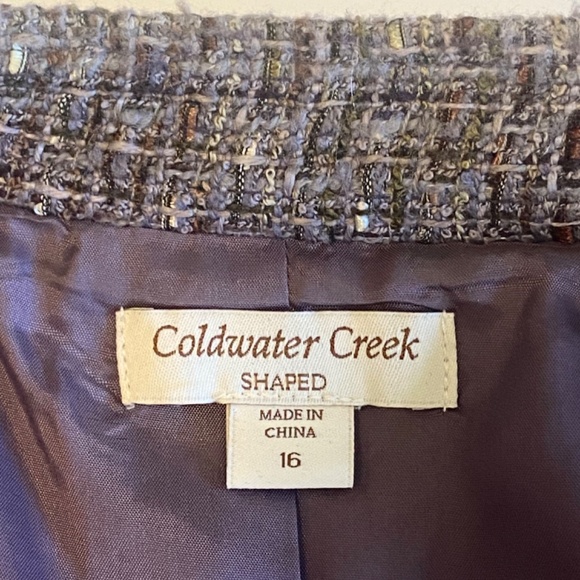 Coldwater Creek
SHAPED
MADE IN
CHINA
16